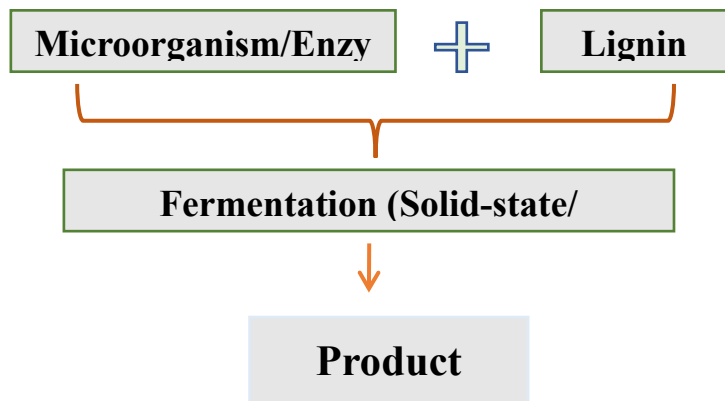 Microorganism/Enzy
Lignin
Fermentation (Solid-state/
Product